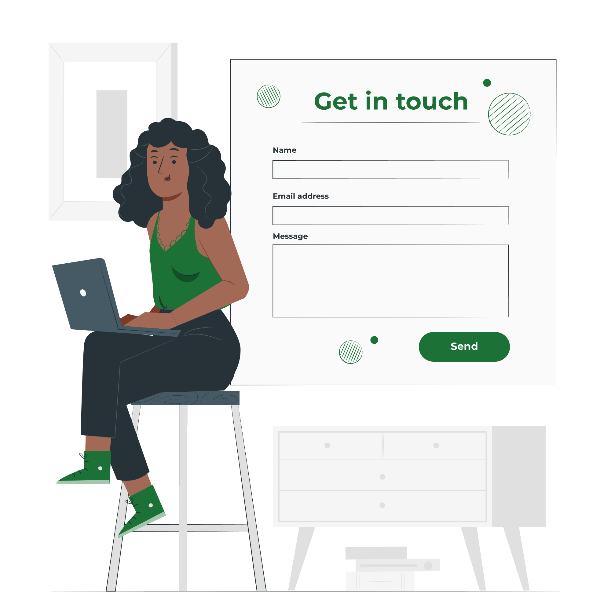 Get in touch
Name
Email address
Message
Send